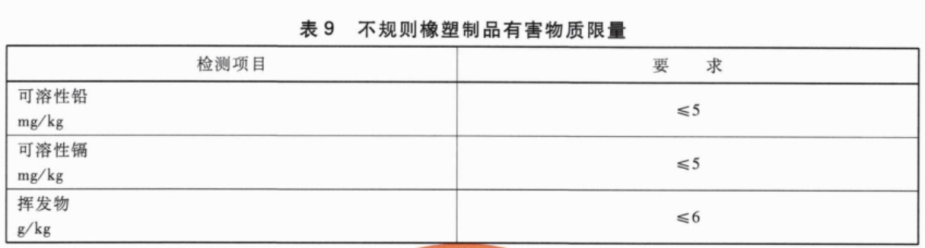 表 9 不规则橡塑制品有害物质限量
检测项目 要 求
可溶性铅
mg/kg
≤5
可溶性镉
mg/kg
≤5
挥发物
g/kg
≤6